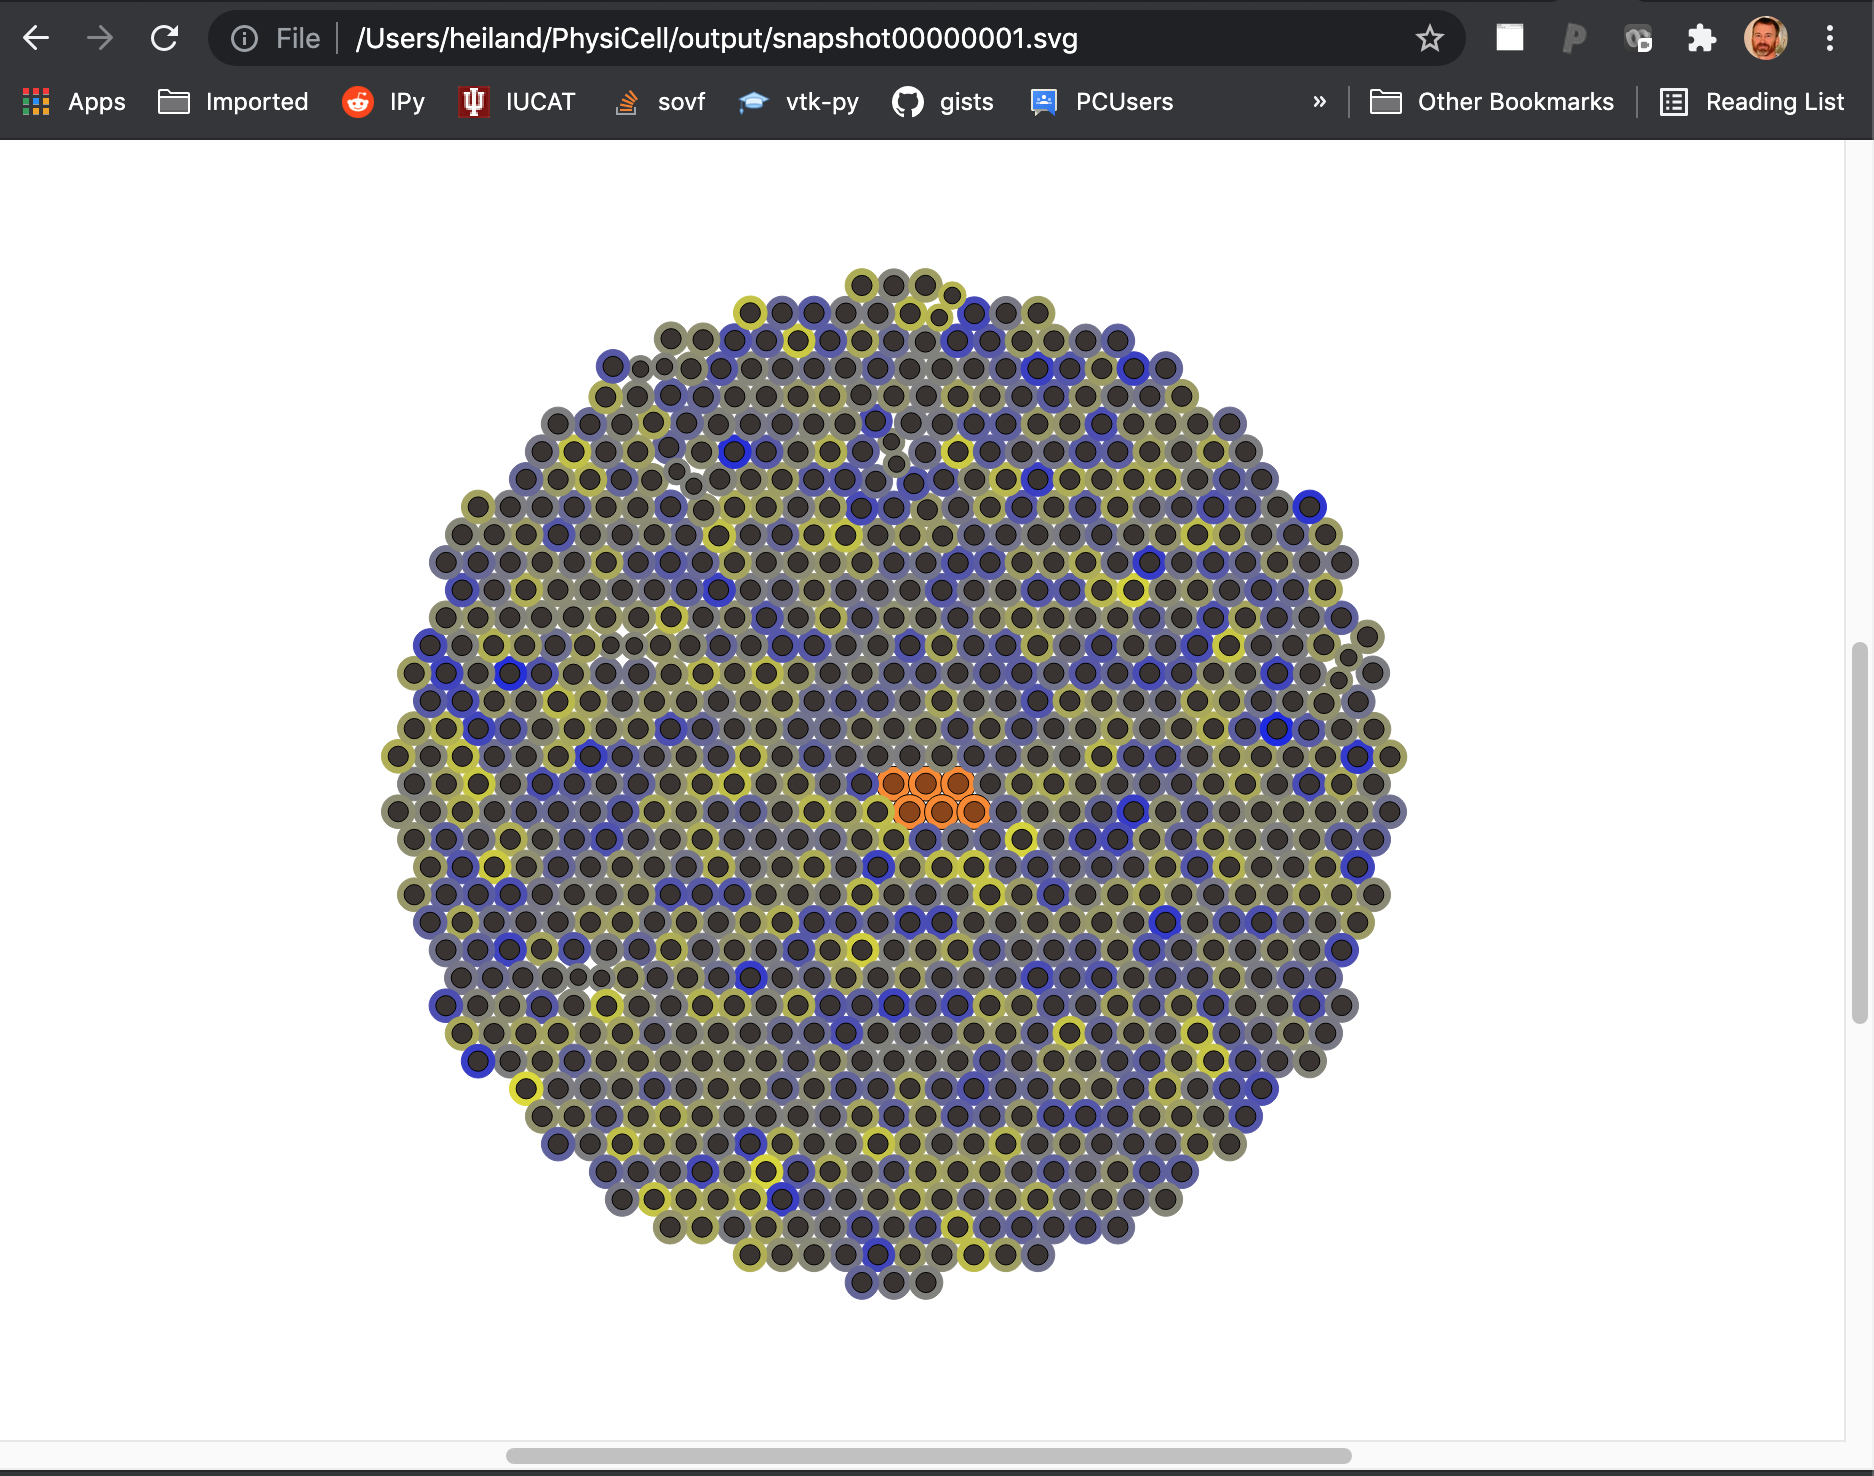 File /Users/heiland/PhysiCell/output/snapshot00000001.svg
Apps Imported IPy IUCAT sovf vtk-py gists PCUsers » Other Bookmarks Reading List